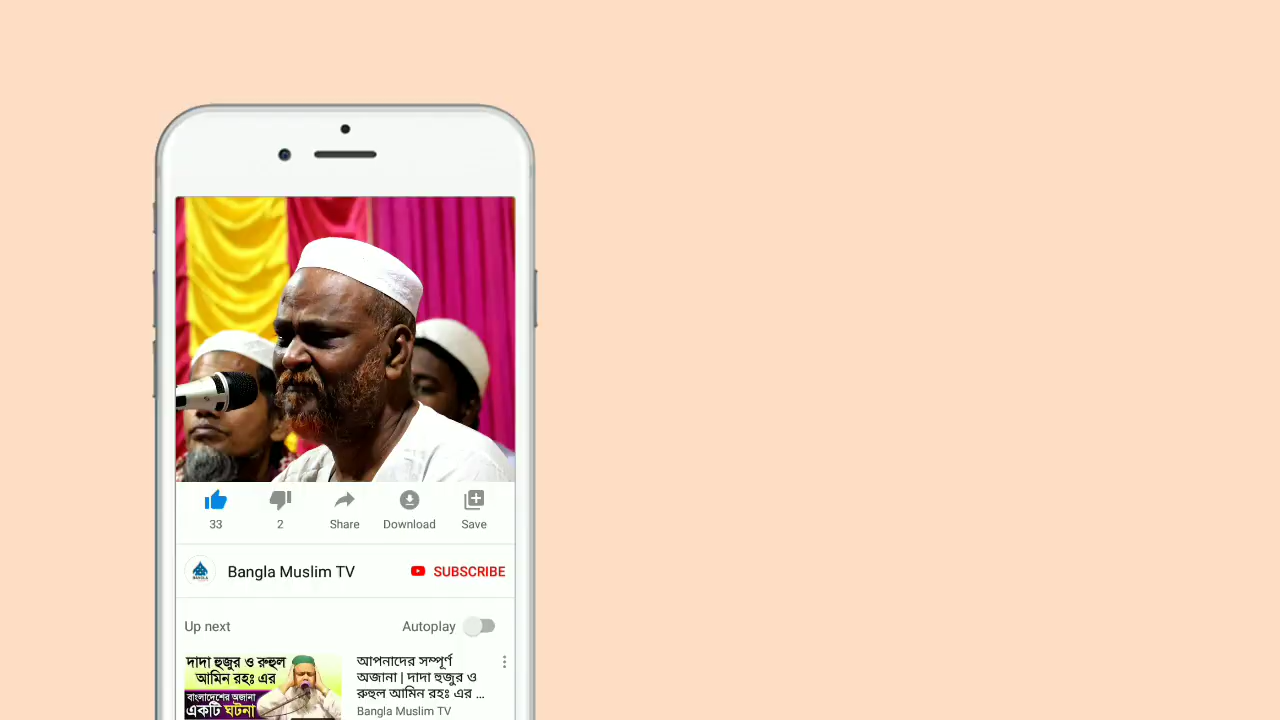 33
2
Share
Download
Save
BANGLA
Bangla Muslim TV
SUBSCRIBE
Up next
Autoplay
দাদা হুজুর ও রুহুল
আমিন রহঃ এর
বাংলাদেশের অজানা
একটি ঘটনা
আপনাদের সম্পূর্ণ
অজানা | দাদা হুজুর ও
রুহুল আমিন রহঃ এর ...
Bangla Muslim TV